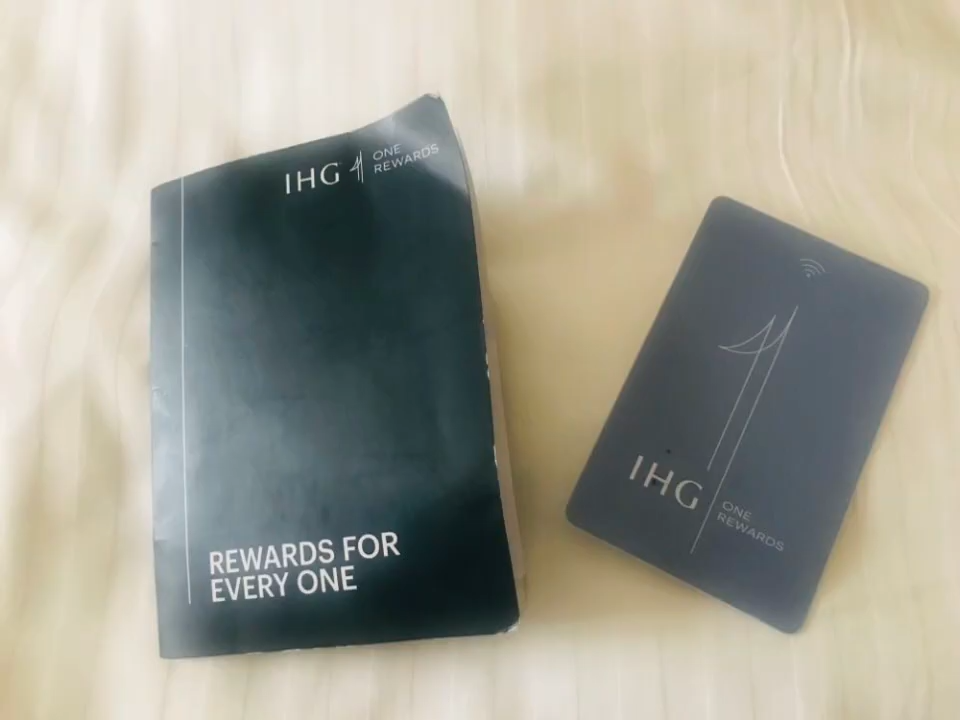 IHG
ONE
REWARDS
REWARDS FOR
EVERY ONE
IHG
ONE
REWARDS